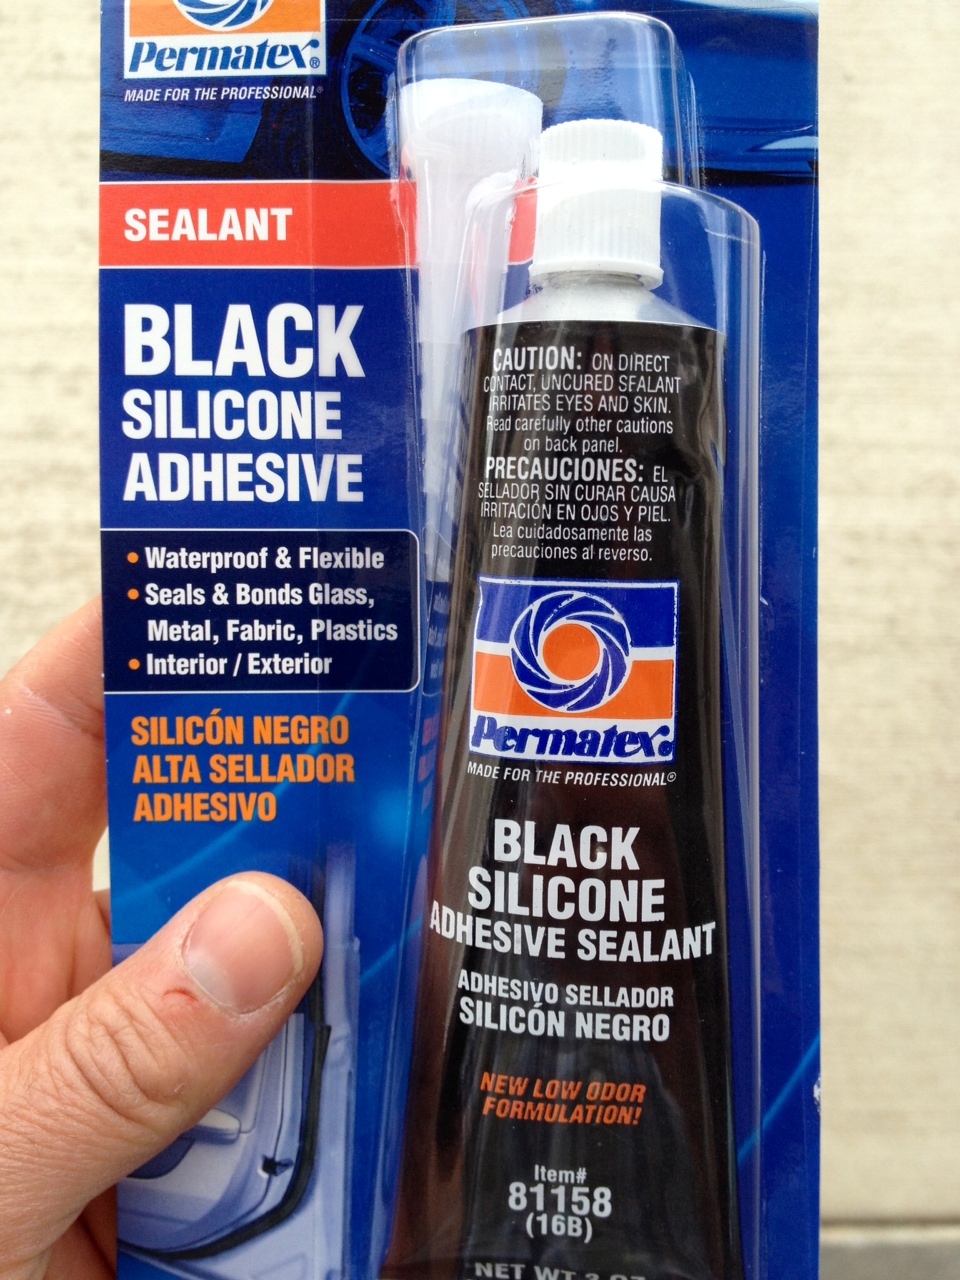 Permatex®
MADE FOR THE PROFESSIONAL®
SEALANT
BLACK
SILICONE
ADHESIVE
• Waterproof & Flexible
• Seals & Bonds Glass,
Metal, Fabric, Plastics
• Interior / Exterior
SILICÓN NEGRO
ALTA SELLADOR
ADHESIVO
CAUTION: ON DIRECT
CONTACT, UNCURED SEALANT
IRRITATES EYES AND SKIN.
Read carefully other cautions
on back panel.
PRECAUCIONES: EL
SELLADOR SIN CURAR CAUSA
IRRITACIÓN EN OJOS Y PIEL.
Lea cuidadosamente las
precauciones al reverso.
Permatex®
MADE FOR THE PROFESSIONAL®
BLACK
SILICONE
ADHESIVE SEALANT
ADHESIVO SELLADOR
SILICÓN NEGRO
NEW LOW ODOR
FORMULATION!
Item#
81158
(16B)
NET WT 3 OZ